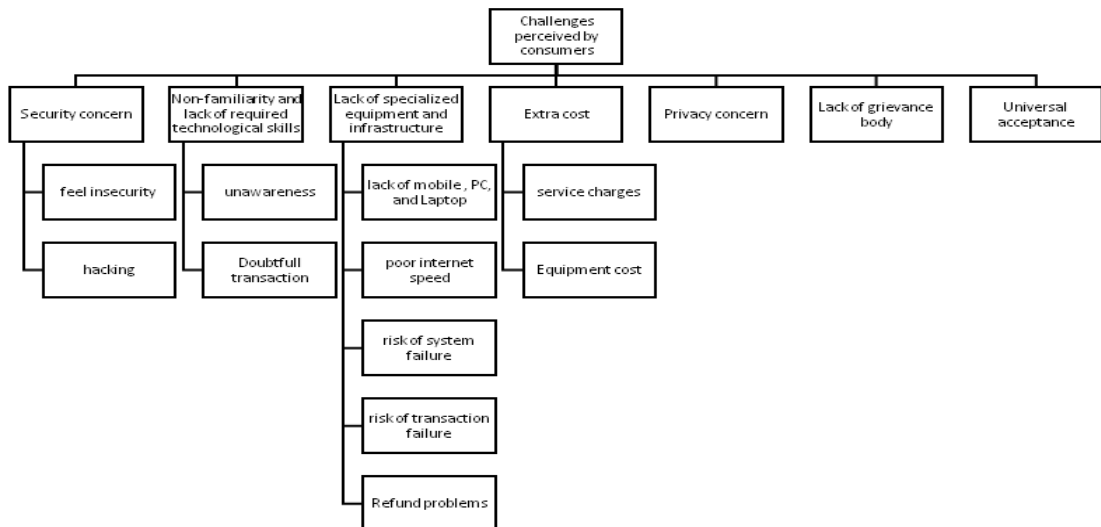 Challenges
perceived by
consumers
Security concern
Non-familiarity and
lack of required
technological skills
Lack of specialized
equipment and
infrastructure
Extra cost
Privacy concern
Lack of grievance
body
Universal
acceptance
feel insecurity
hacking
unawareness
Doubtfull
transaction
lack of mobile , PC,
and Laptop
poor internet
speed
risk of system
failure
risk of transaction
failure
Refund problems
service charges
Equipment cost